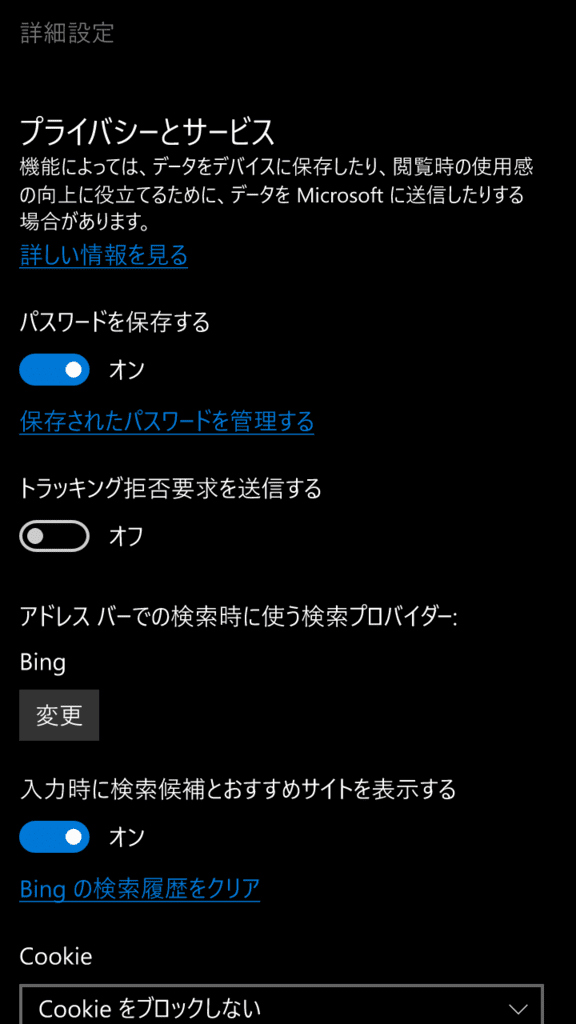 詳細設定
プライバシーとサービス
機能によっては、データをデバイスに保存したり、閲覧時の使用感
の向上に役立てるために、データを Microsoft に送信したりする
場合があります。
詳しい情報を見る
パスワードを保存する
オン
保存されたパスワードを管理する
トラッキング拒否要求を送信する
オフ
アドレス バーでの検索時に使う検索プロバイダー:
Bing
変更
入力時に検索候補とおすすめサイトを表示する
オン
Bing の検索履歴をクリア
Cookie
Cookie をブロックしない